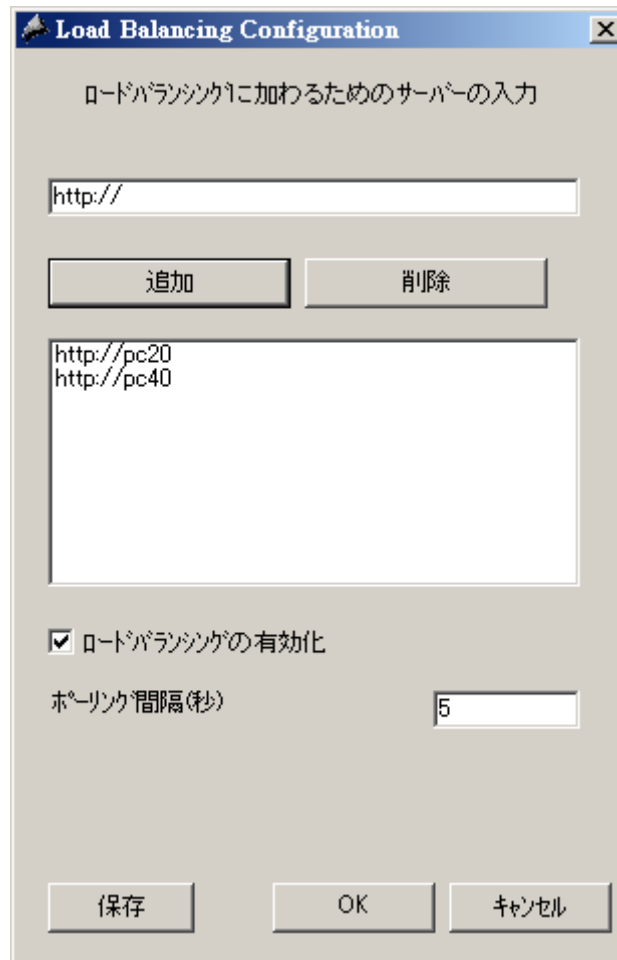 Load Balancing Configuration
ﾛｰﾄﾞﾊﾞﾗﾝｼﾝｸﾞに加わるためのサーバーの入力
http://
追加
削除
http://pc20
http://pc40
ﾛｰﾄﾞﾊﾞﾗﾝｼﾝｸﾞの有効化
ﾎﾟｰﾘﾝｸﾞ間隔(秒)
5
保存
OK
ｷｬﾝｾﾙ